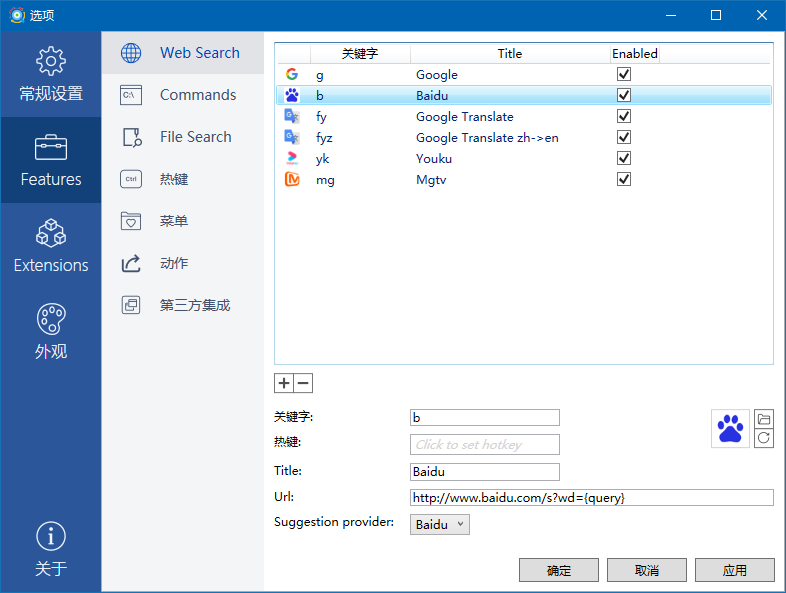 选项
常规设置
Features
Extensions
外观
关于
Web Search
C:\
Commands
File Search
Ctrl
热键
菜单
动作
第三方集成
关键字 Title Enabled
g Google
b Baidu
fy Google Translate
fyz Google Translate zh->en
yk Youku
mg Mgtv
关键字: b
热键: Click to set hotkey
Title: Baidu
Url: http://www.baidu.com/s?wd={query}
Suggestion provider: Baidu
确定 取消 应用